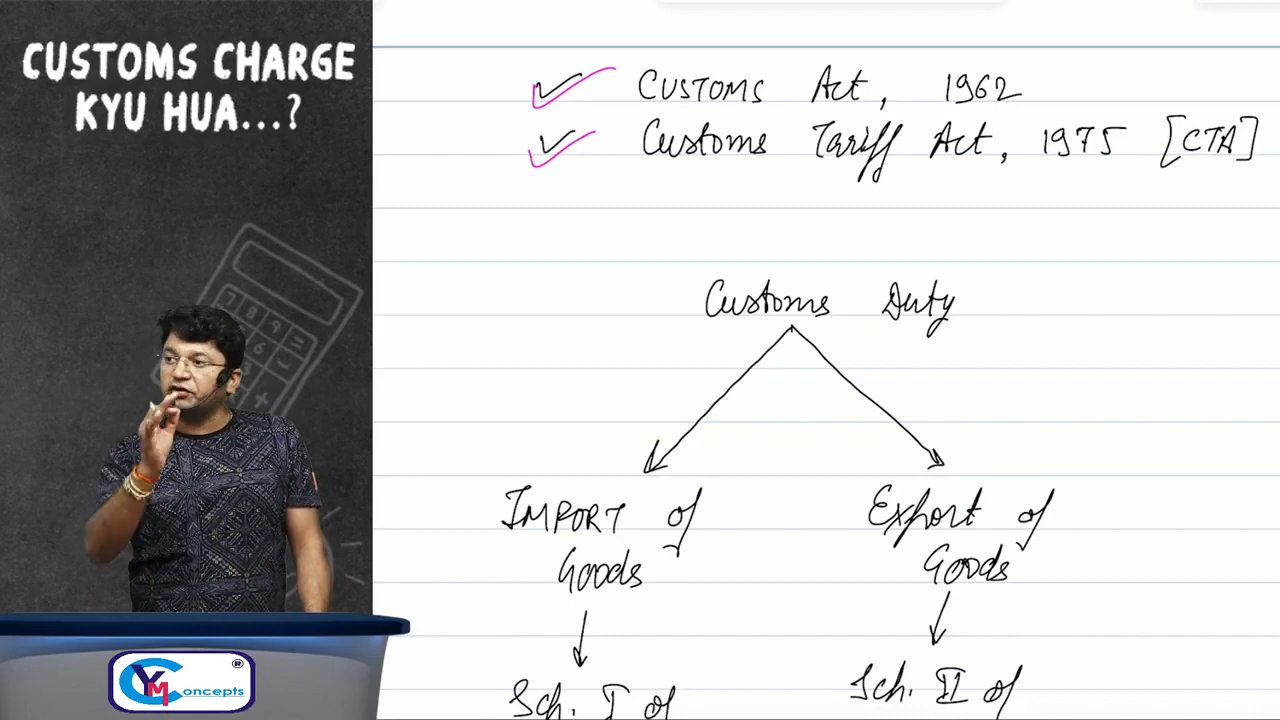 CUSTOMS CHARGE
KYU HUA...?
CUSTOMS Act, 1962
Customs Tariff Act, 1975 [CTA]
Customs Duty
IMPORT of
Goods
Export of
Goods
Sch. I of
Sch. II of
CYM Concepts